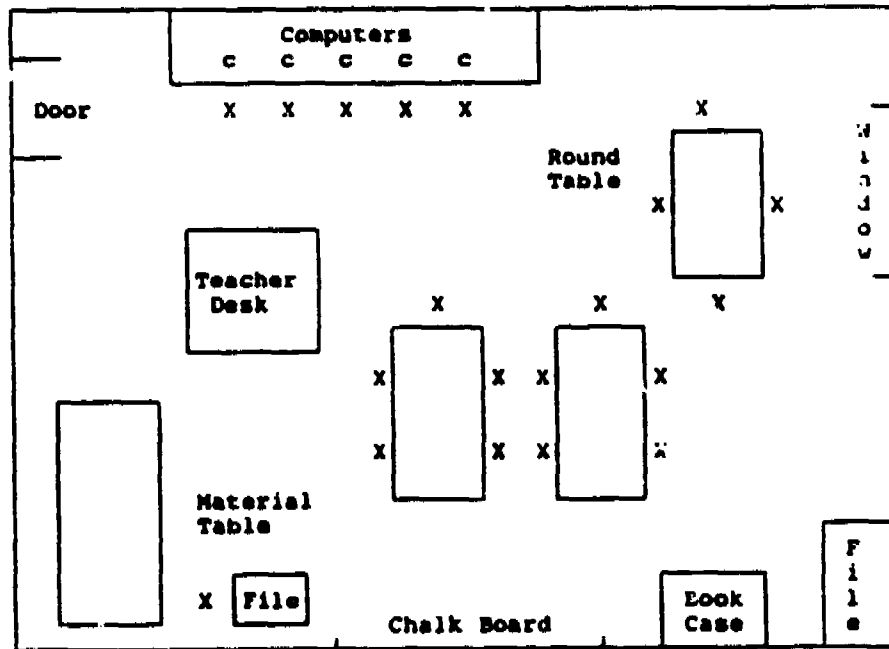 Computers
C C C C C
Door X X X X X X
Window
Round
Table
X X
Teacher
Desk
X X X
X X X X
X X X X
Material
Table
File
X File
Book
Case
Chalk Board